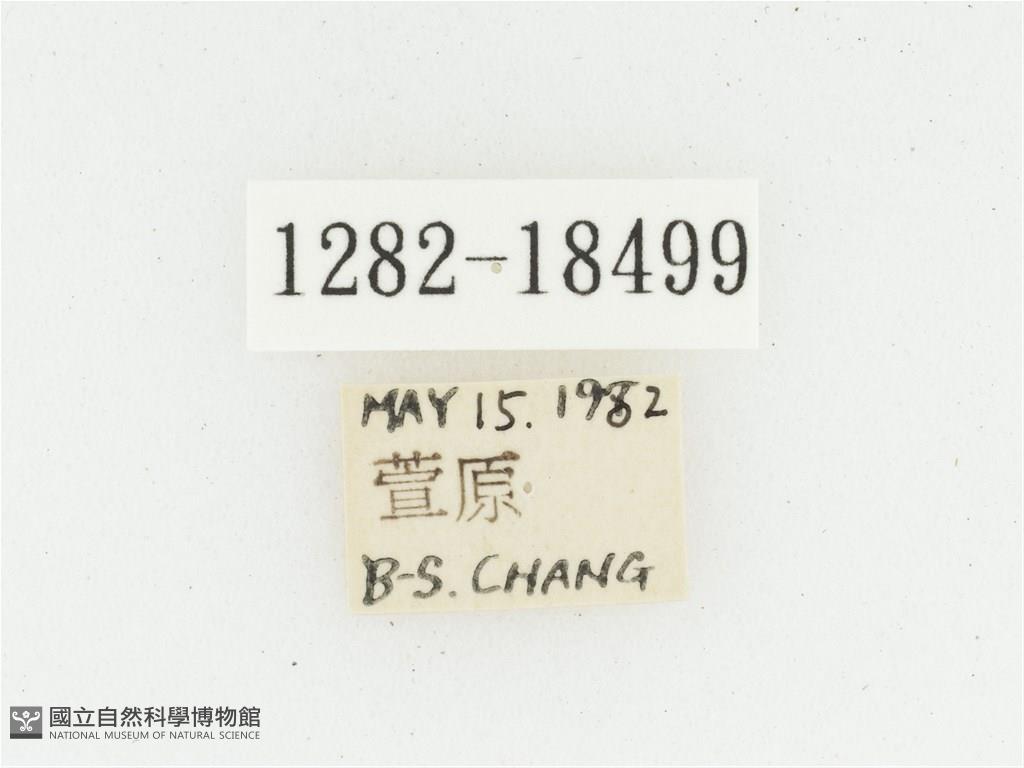 1282-18499
MAY 15. 1982
萱原
B-S. CHANG
國立自然科學博物館
NATIONAL MUSEUM OF NATURAL SCIENCE